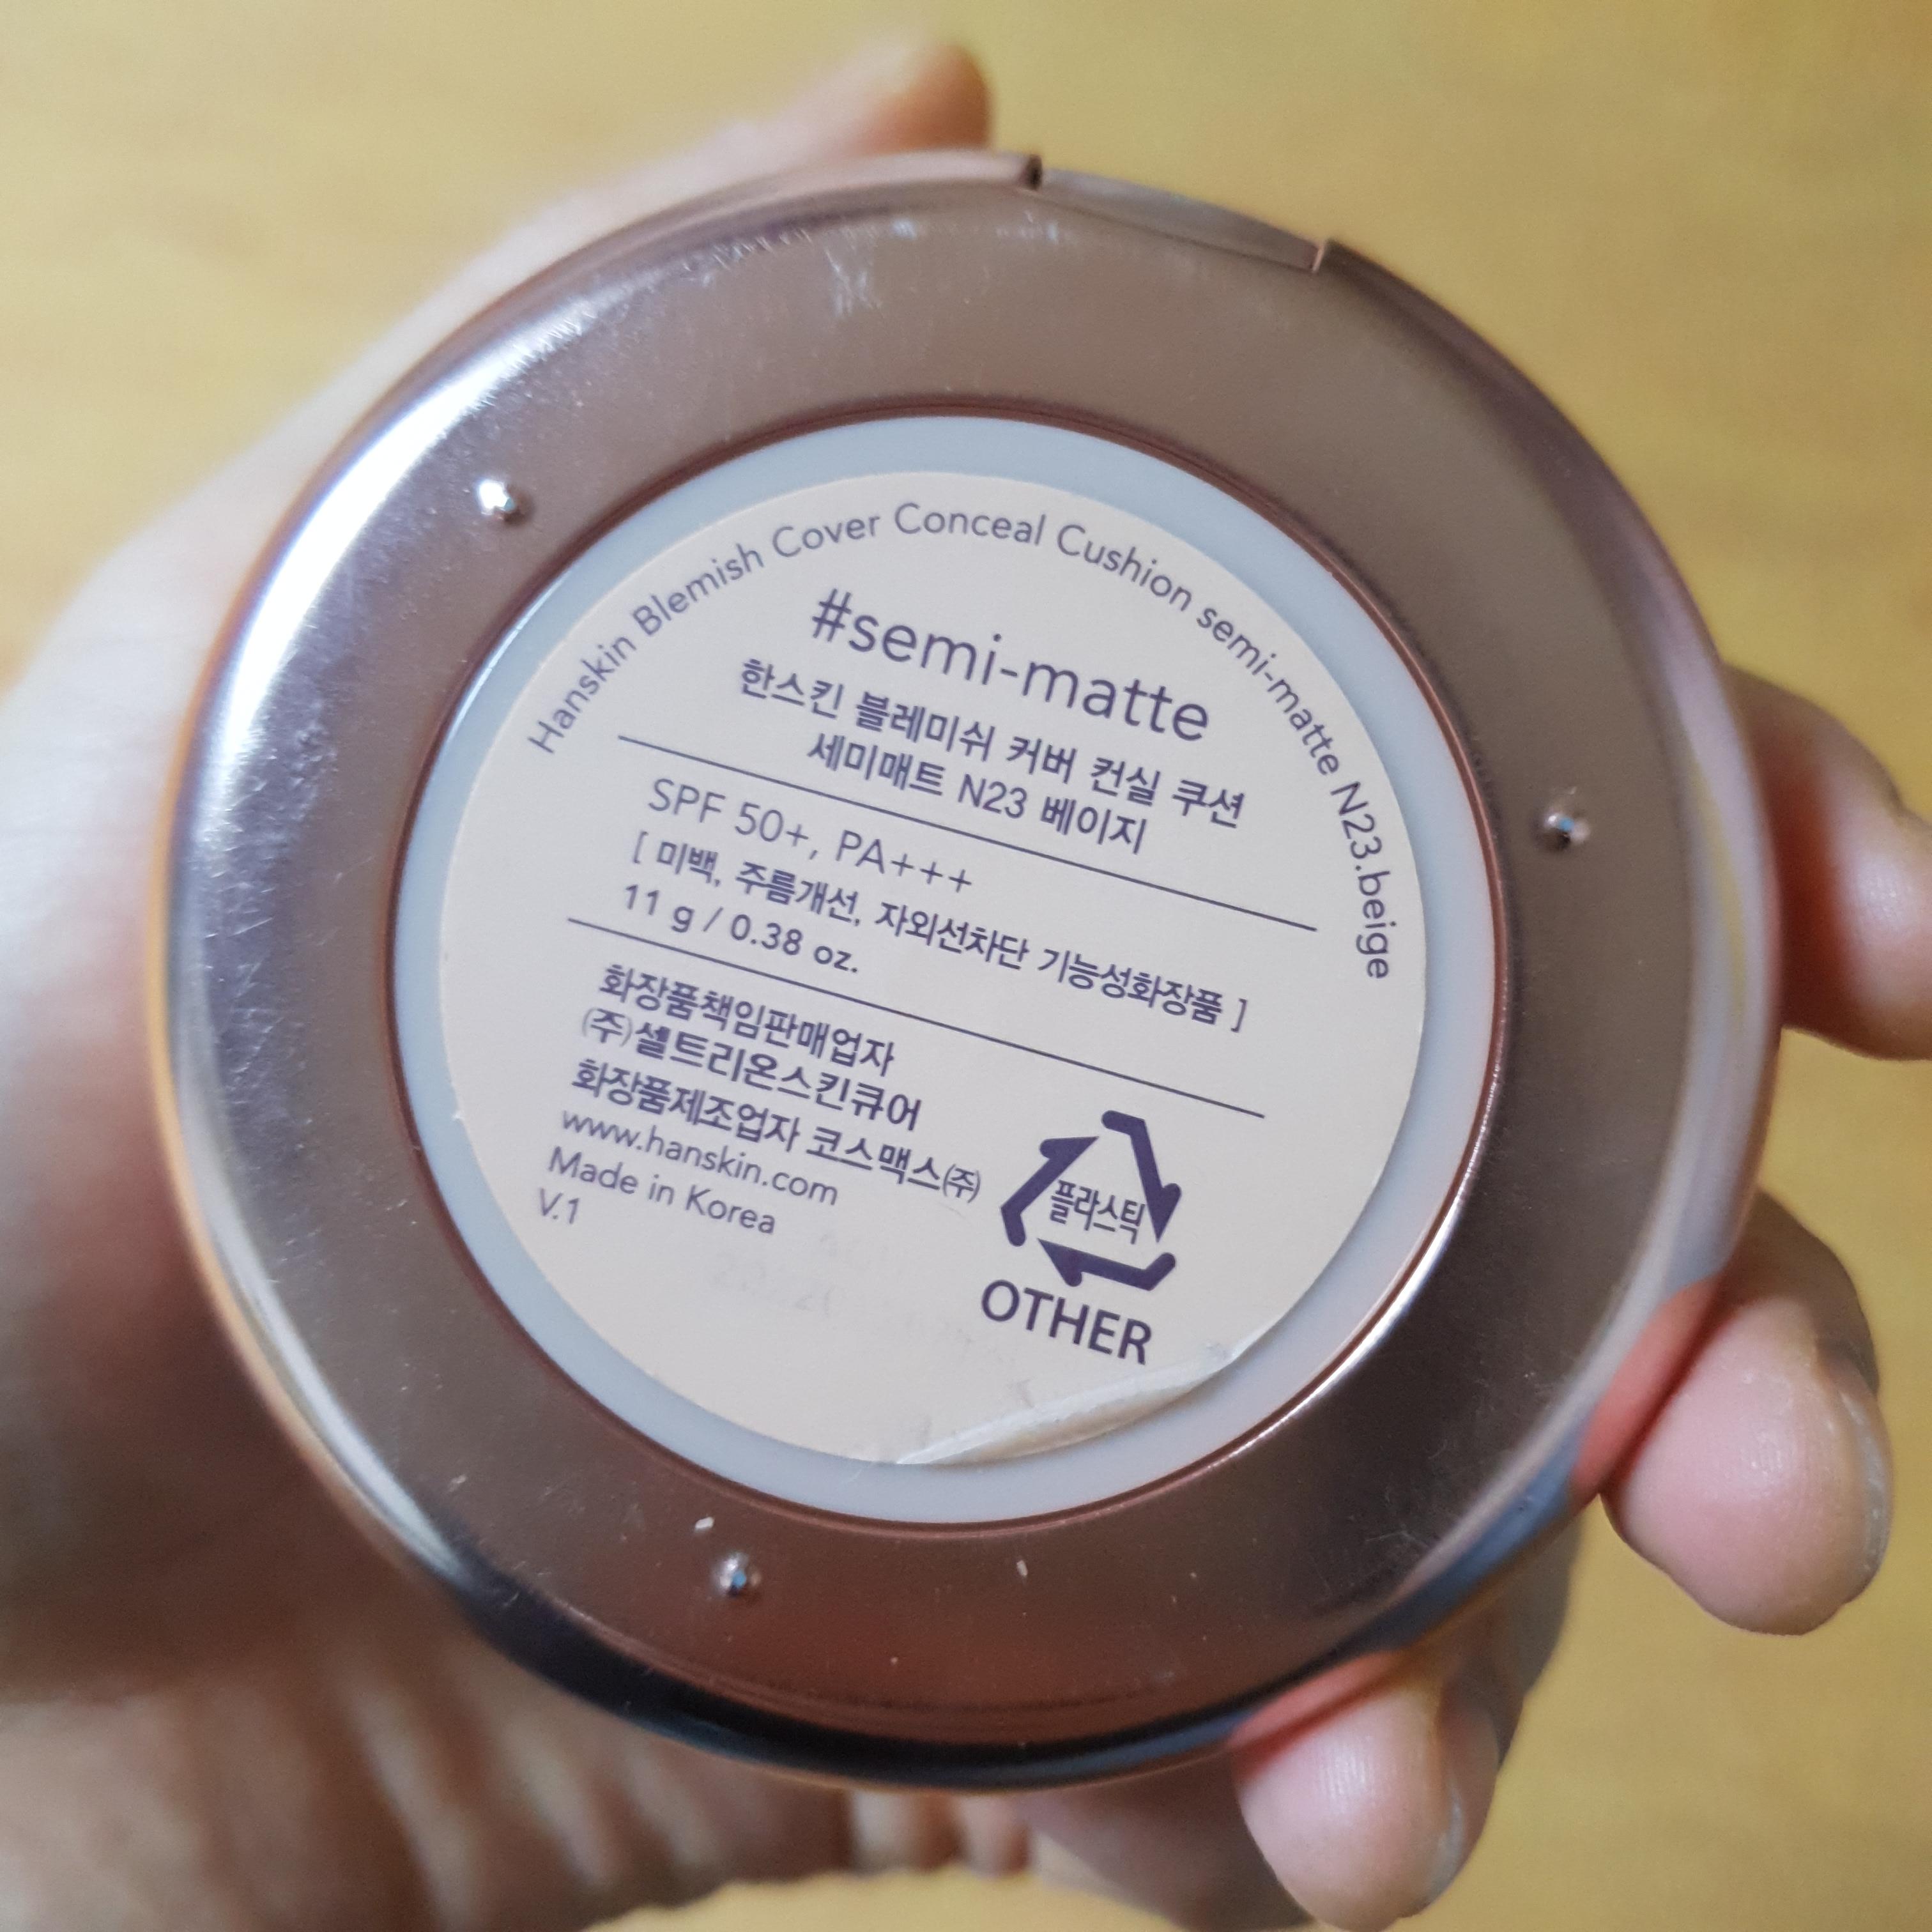 Hanskin Blemish Cover Conceal Cushion semi-matte N23.beige
#semi-matte
한스킨 블레미쉬 커버 컨실 쿠션
세미매트 N23 베이지
SPF 50+, PA+++
[ 미백, 주름개선, 자외선차단 기능성화장품 ]
11 g / 0.38 oz.
화장품책임판매업자
㈜셀트리온스킨큐어
화장품제조업자 코스맥스㈜
www.hanskin.com
Made in Korea
V.1
플라스틱
OTHER